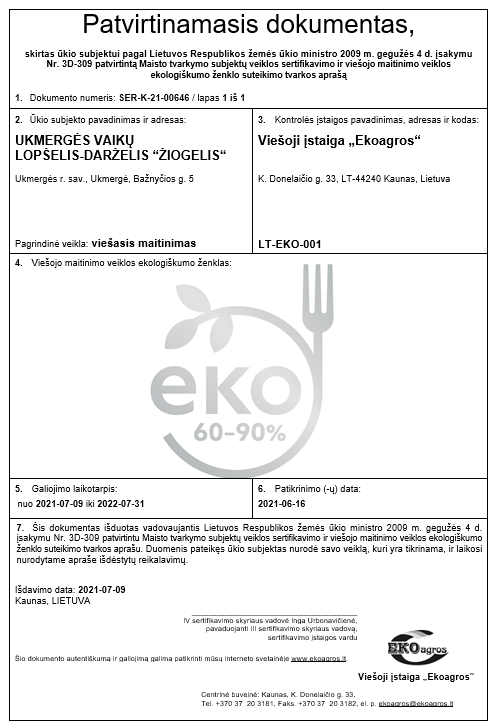 Patvirtinamasis dokumentas,
skirtas ūkio subjektui pagal Lietuvos Respublikos žemės ūkio ministro 2009 m. gegužės 4 d. įsakymu
Nr. 3D-309 patvirtintą Maisto tvarkymo subjektų veiklos sertifikavimo ir viešojo maitinimo veiklos
ekologiškumo ženklo suteikimo tvarkos aprašą
1. Dokumento numeris: SER-K-21-00646 / lapas 1 iš 1
2. Ūkio subjekto pavadinimas ir adresas:
UKMERGĖS VAIKŲ
LOPŠELIS-DARŽELIS “ŽIOGELIS“
Ukmergės r. sav., Ukmergė, Bažnyčios g. 5
Pagrindinė veikla: viešasis maitinimas
3. Kontrolės įstaigos pavadinimas, adresas ir kodas:
Viešoji įstaiga „Ekoagros“
K. Donelaičio g. 33, LT-44240 Kaunas, Lietuva
LT-EKO-001
4. Viešojo maitinimo veiklos ekologiškumo ženklas:
eko
60–90%
5. Galiojimo laikotarpis:
nuo 2021-07-09 iki 2022-07-31
6. Patikrinimo (-ų) data:
2021-06-16
7. Šis dokumentas išduotas vadovaujantis Lietuvos Respublikos žemės ūkio ministro 2009 m. gegužės 4 d.
įsakymu Nr. 3D-309 patvirtintu Maisto tvarkymo subjektų veiklos sertifikavimo ir viešojo maitinimo veiklos ekologiškumo
ženklo suteikimo tvarkos aprašu. Duomenis pateikęs ūkio subjektas nurodė savo veiklą, kuri yra tikrinama, ir laikosi
nurodytame apraše išdėstytų reikalavimų.
Išdavimo data: 2021-07-09
Kaunas, LIETUVA
IV sertifikavimo skyriaus vadovė Inga Urbonavičienė,
pavaduojanti III sertifikavimo skyriaus vadovą,
sertifikavimo įstaigos vardu
EKOagros
Šio dokumento autentiškumą ir galiojimą galima patikrinti mūsų interneto svetainėje www.ekoagros.lt.
Viešoji įstaiga „Ekoagros“
Centrinė buveinė: Kaunas, K. Donelaičio g. 33,
Tel. +370 37 20 3181, Faks. +370 37 20 3182, el. p. ekoagros@ekoagros.lt